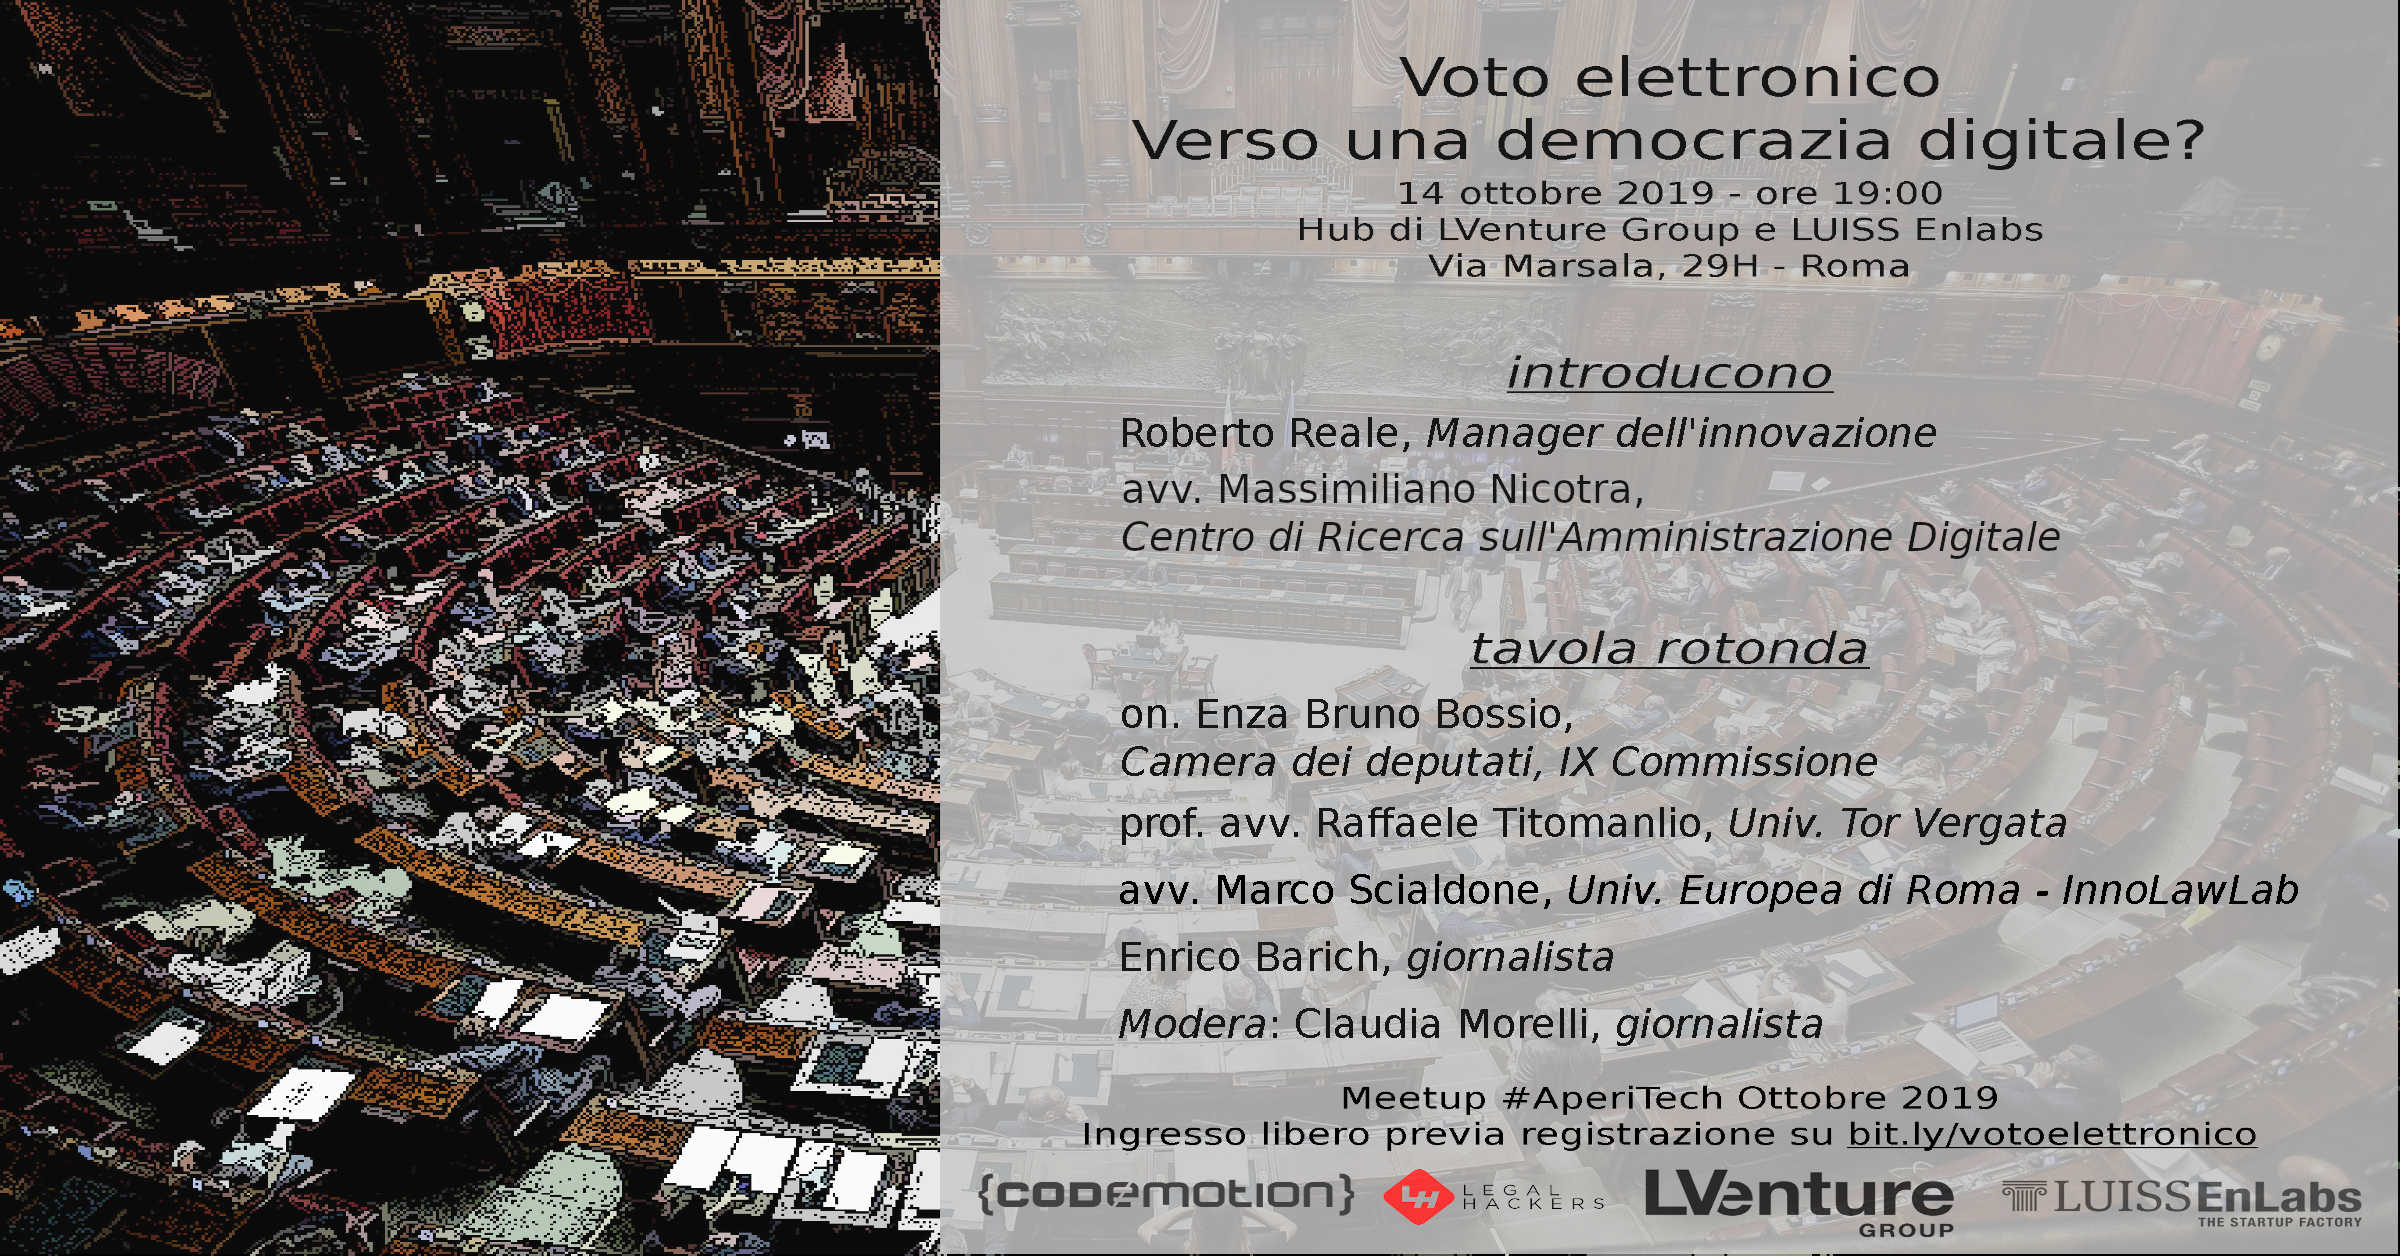 Voto elettronico
Verso una democrazia digitale?
14 ottobre 2019 - ore 19:00
Hub di LVenture Group e LUISS Enlabs
Via Marsala, 29H - Roma
introducono
Roberto Reale, Manager dell'innovazione
avv. Massimiliano Nicotra,
Centro di Ricerca sull'Amministrazione Digitale
tavola rotonda
on. Enza Bruno Bossio,
Camera dei deputati, IX Commissione
prof. avv. Raffaele Titomanlio, Univ. Tor Vergata
avv. Marco Scialdone, Univ. Europea di Roma - InnoLawLab
Enrico Barich, giornalista
Modera: Claudia Morelli, giornalista
Meetup #AperiTech Ottobre 2019
Ingresso libero previa registrazione su bit.ly/votoelettronico
{codemotion}
LH LEGAL
HACKERS
LVenture
GROUP
LUISS EnLabs
THE STARTUP FACTORY